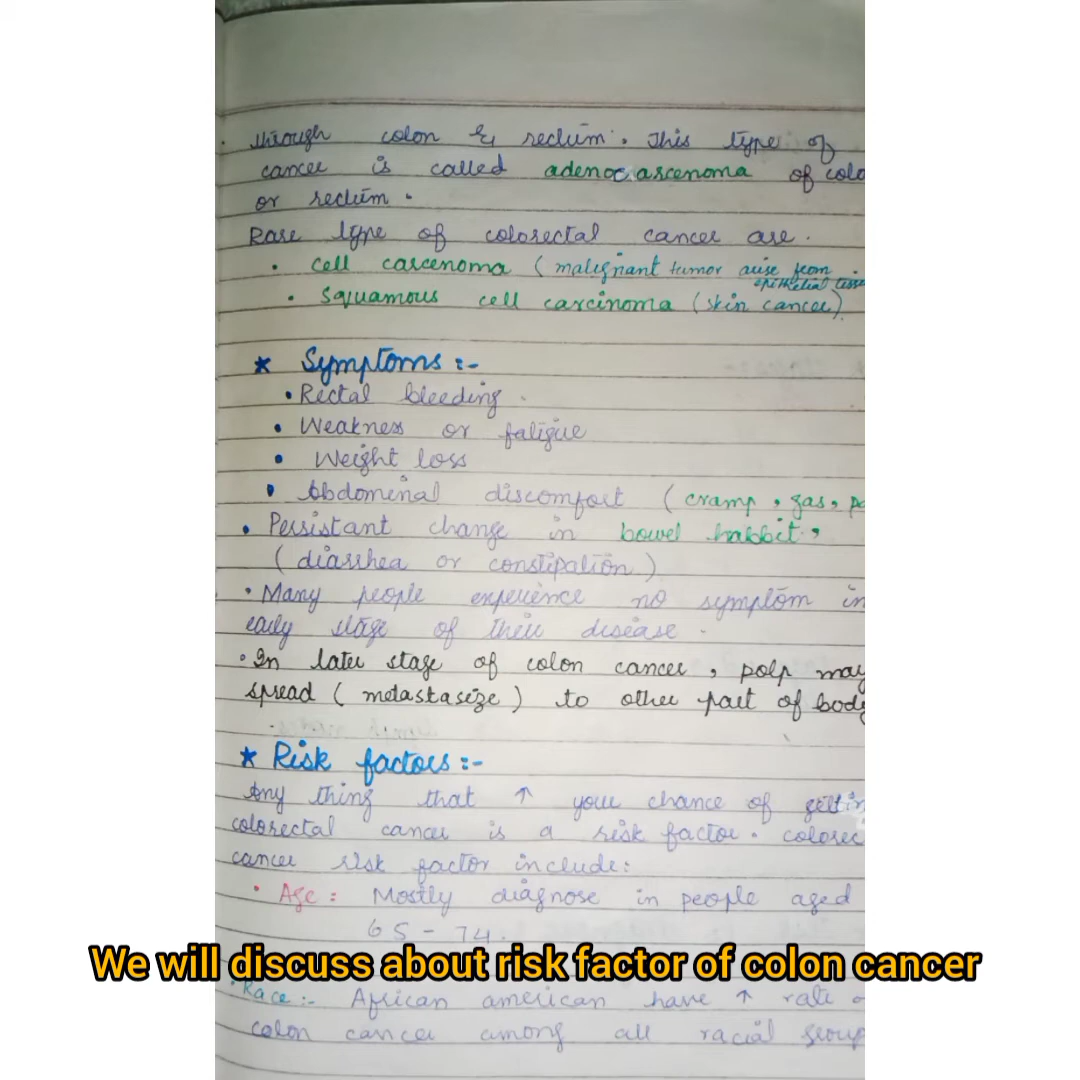 through colon & rectum. This type of
cancer is called adenocarcenoma of colo
or rectum.
Rare type of colorectal cancer are.
• cell carcenoma (malignant tumor arise from
epithelial tisse
• Squamous cell carcinoma (skin cancer)
* Symptoms :-
• Rectal bleeding.
• Weakness or fatigue
• Weight loss
• Abdominal discomfort (cramp, gas, pa
• Persistant change in bowel habbit,
(diarrhea or constipation)
• Many people experience no symptom in
early stage of their disease.
• In later stage of colon cancer, polp may
spread (metastasize) to other part of body
* Risk factors :-
Any thing that ↑ your chance of gettin
colorectal cancer is a risk factor. colorec
cancer risk factor include:
• Age : Mostly diagnose in people aged
65 - 74.
We will discuss about risk factor of colon cancer
• Race :- African american have ↑ rate o
colon cancer among all racial group